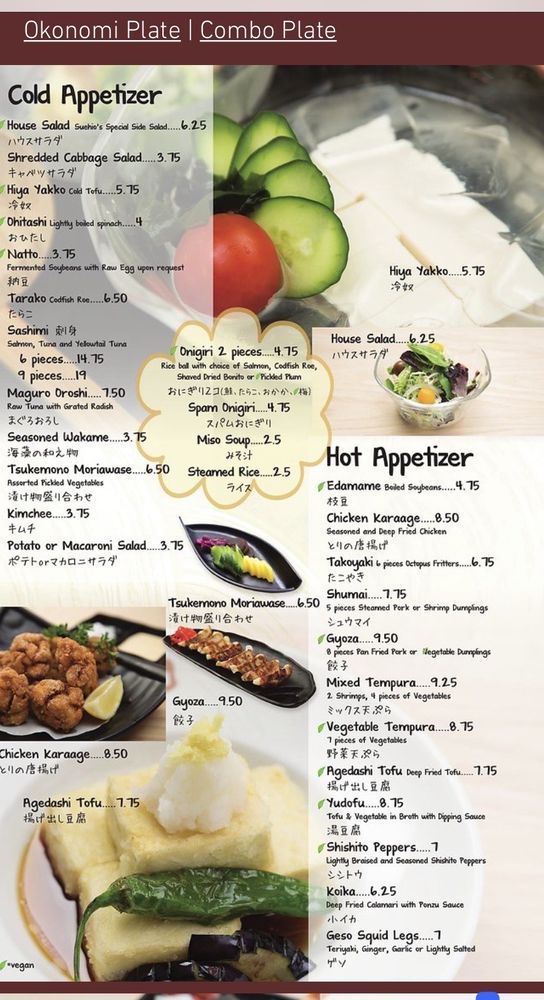 Okonomi Plate | Combo Plate
Cold Appetizer
House Salad Suehio's Special Side Salad.....6.25
ハウスサラダ
Shredded Cabbage Salad.....3.75
キャベツサラダ
Hiya Yakko Cold Tofu.....5.75
冷奴
Ohitashi Lightly boiled spinach.....4
おひたし
Natto.....3.75
Fermented Soybeans with Raw Egg upon request
納豆
Tarako Codfish Roe.....6.50
たらこ
Sashimi 刺身
Salmon, Tuna and Yellowtail Tuna
6 pieces.....14.75
9 pieces.....19
Maguro Oroshi.....7.50
Raw Tuna with Grated Radish
まぐろおろし
Seasoned Wakame.....3.75
海藻の和え物
Tsukemono Moriawase.....6.50
Assorted Pickled Vegetables
漬け物盛り合わせ
Kimchee.....3.75
キムチ
Potato or Macaroni Salad.....3.75
ポテトorマカロニサラダ
Hiya Yakko.....5.75
冷奴
Onigiri 2 pieces.....4.75
Rice ball with choice of Salmon, Codfish Roe,
Shaved Dried Bonito or Pickled Plum
おにぎり2コ(鮭、たらこ、おかか、梅)
Spam Onigiri.....4.75
スパムおにぎり
Miso Soup.....2.5
みそ汁
Steamed Rice.....2.5
ライス
House Salad.....6.25
ハウスサラダ
Tsukemono Moriawase.....6.50
漬け物盛り合わせ
Gyoza.....9.50
餃子
Chicken Karaage.....8.50
とりの唐揚げ
Agedashi Tofu.....7.75
揚げ出し豆腐
*vegan
Hot Appetizer
Edamame Boiled Soybeans.....4.75
枝豆
Chicken Karaage.....8.50
Seasoned and Deep Fried Chicken
とりの唐揚げ
Takoyaki 6 pieces Octopus Fritters.....6.75
たこやき
Shumai.....7.75
5 pieces Steamed Pork or Shrimp Dumplings
シュウマイ
Gyoza.....9.50
8 pieces Pan Fried Pork or Vegetable Dumplings
餃子
Mixed Tempura.....9.25
2 Shrimps, 4 pieces of Vegetables
ミックス天ぷら
Vegetable Tempura.....8.75
7 pieces of Vegetables
野菜天ぷら
Agedashi Tofu Deep Fried Tofu.....7.75
揚げ出し豆腐
Yudofu.....8.75
Tofu & Vegetable in Broth with Dipping Sauce
湯豆腐
Shishito Peppers.....7
Lightly Braised and Seasoned Shishito Peppers
シシトウ
Koika.....6.25
Deep Fried Calamari with Ponzu Sauce
小イカ
Geso Squid Legs.....7
Teriyaki, Ginger, Garlic or Lightly Salted
ゲソ